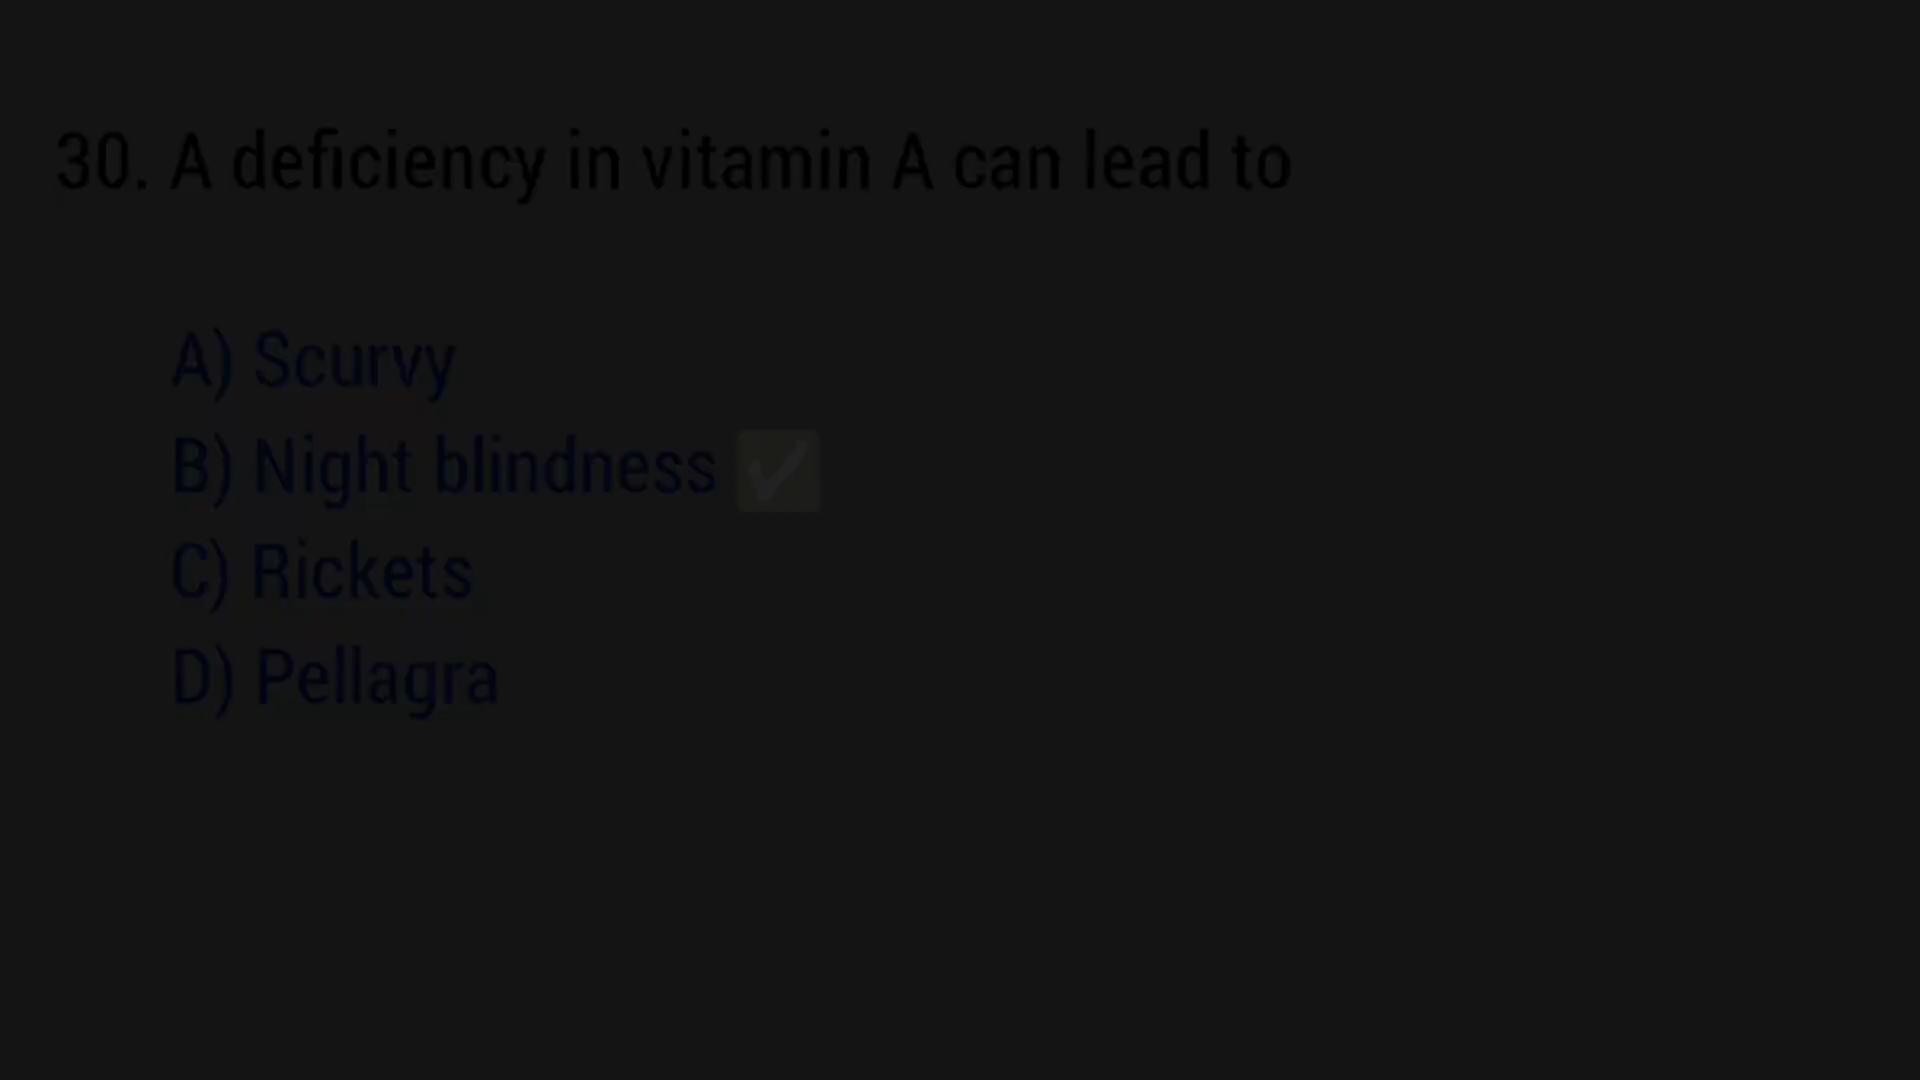 30. A deficiency in vitamin A can lead to
A) Scurvy
B) Night blindness ✅
C) Rickets
D) Pellagra